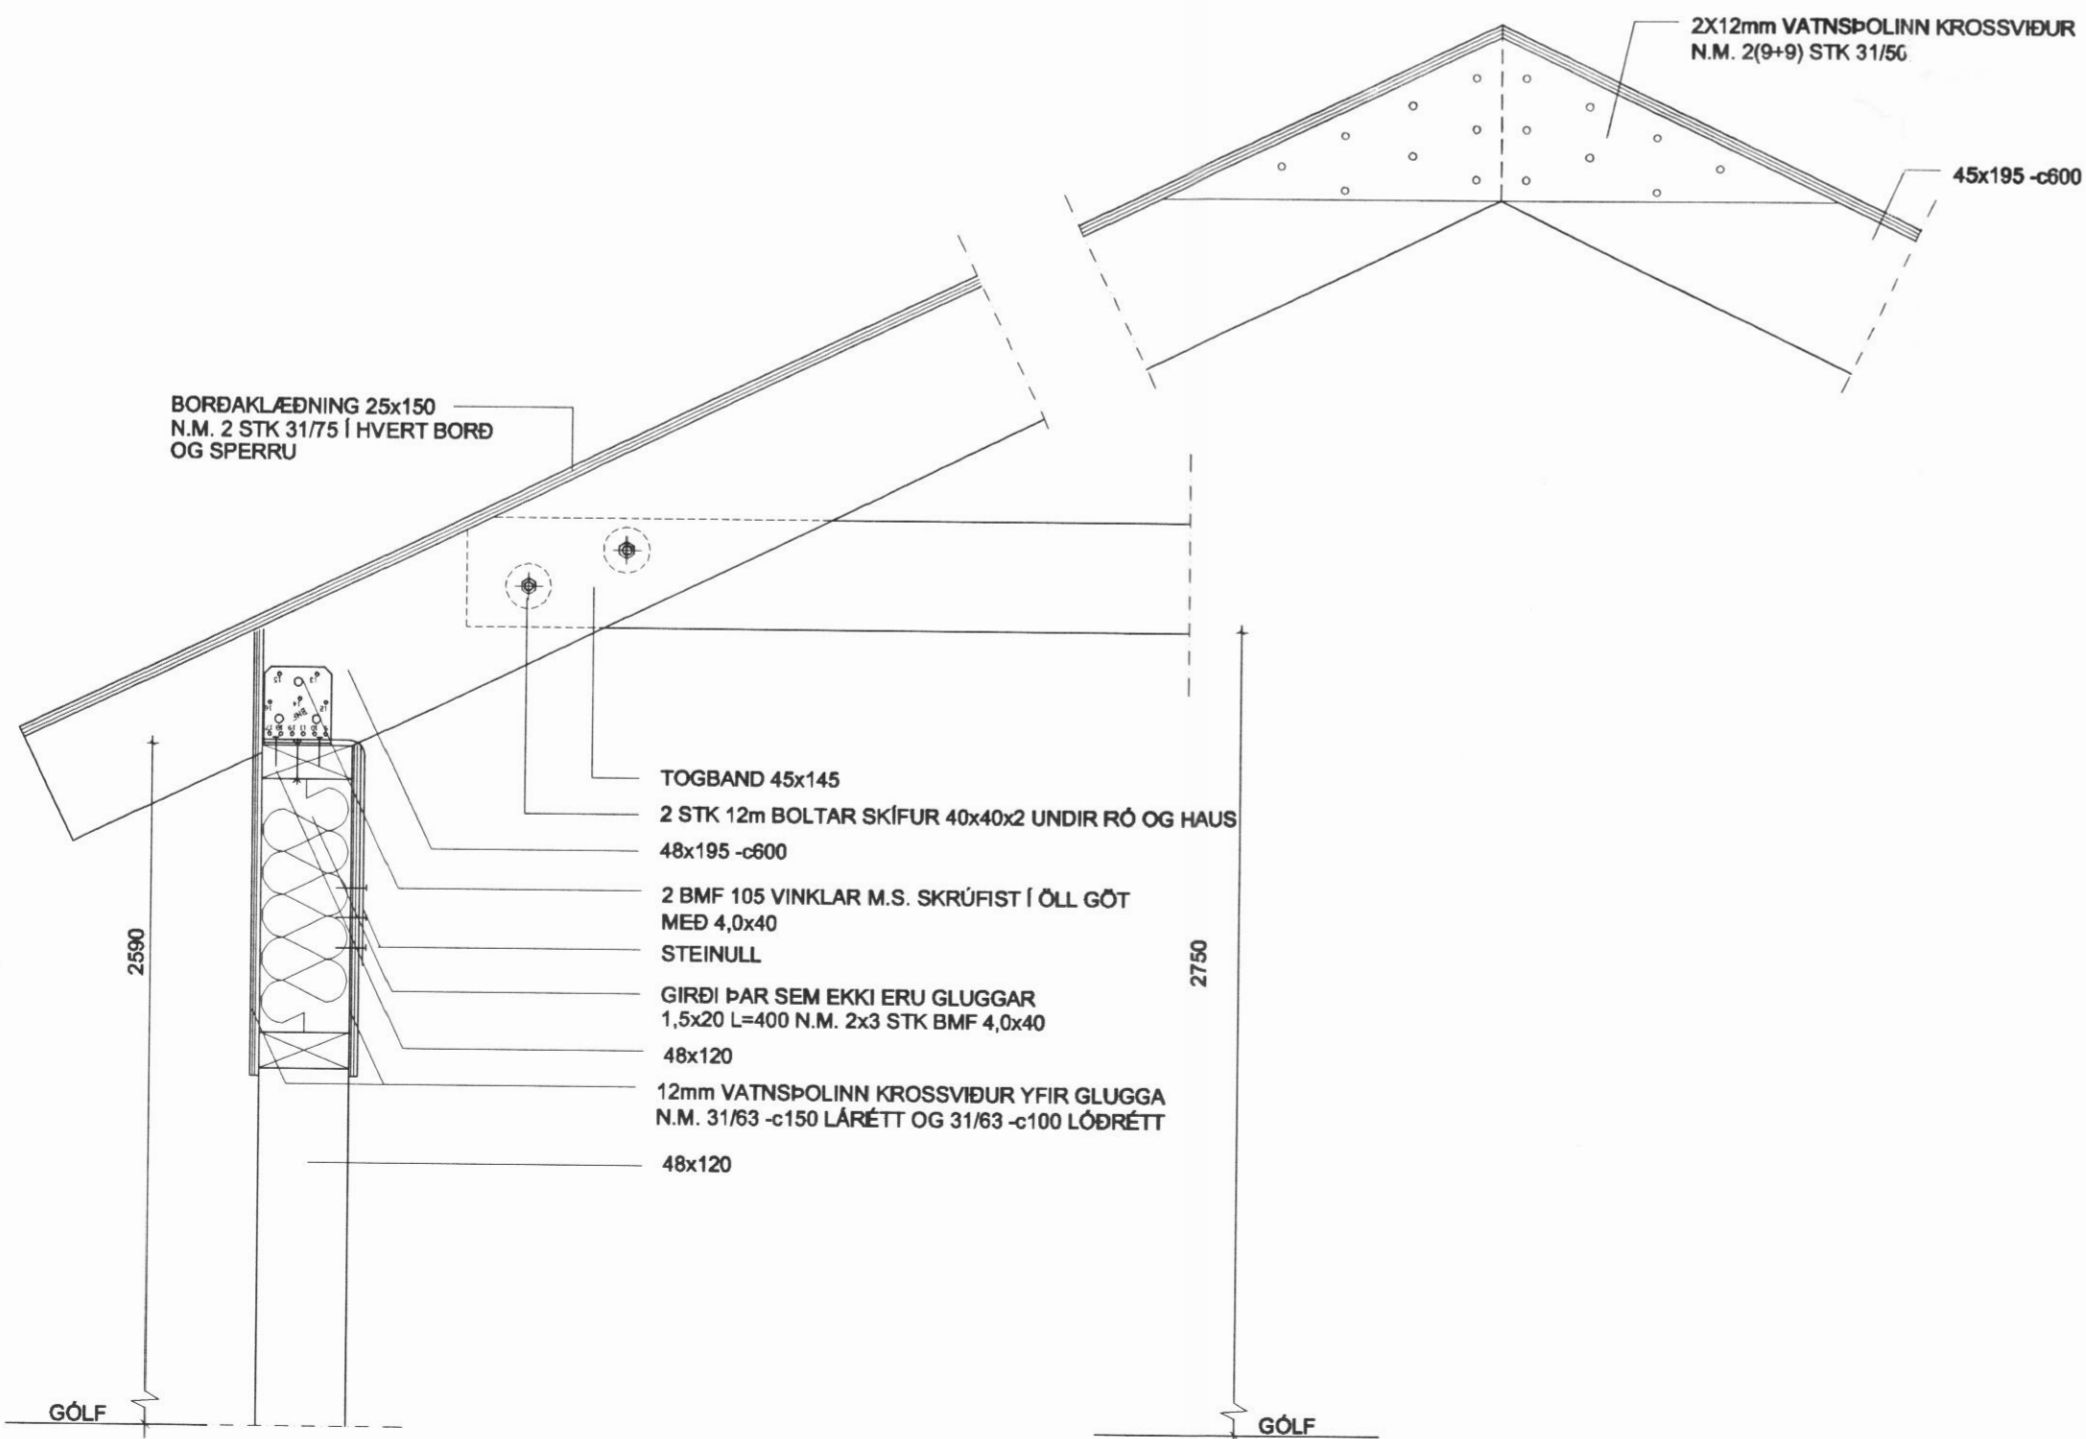 2X12mm VATNSÞOLINN KROSSVIÐUR
N.M. 2(9+9) STK 31/50
45x195 -c600
BORÐAKLÆÐNING 25x150
N.M. 2 STK 31/75 Í HVERT BORÐ
OG SPERRU
TOGBAND 45x145
2 STK 12m BOLTAR SKÍFUR 40x40x2 UNDIR RÓ OG HAUS
48x195 -c600
2 BMF 105 VINKLAR M.S. SKRÚFIST Í ÖLL GÖT
MEÐ 4,0x40
STEINULL
GIRÐI ÞAR SEM EKKI ERU GLUGGAR
1,5x20 L=400 N.M. 2x3 STK BMF 4,0x40
48x120
12mm VATNSÞOLINN KROSSVIÐUR YFIR GLUGGA
N.M. 31/63 -c150 LÁRÉTT OG 31/63 -c100 LÓÐRÉTT
48x120
2590
2750
GÓLF
GÓLF